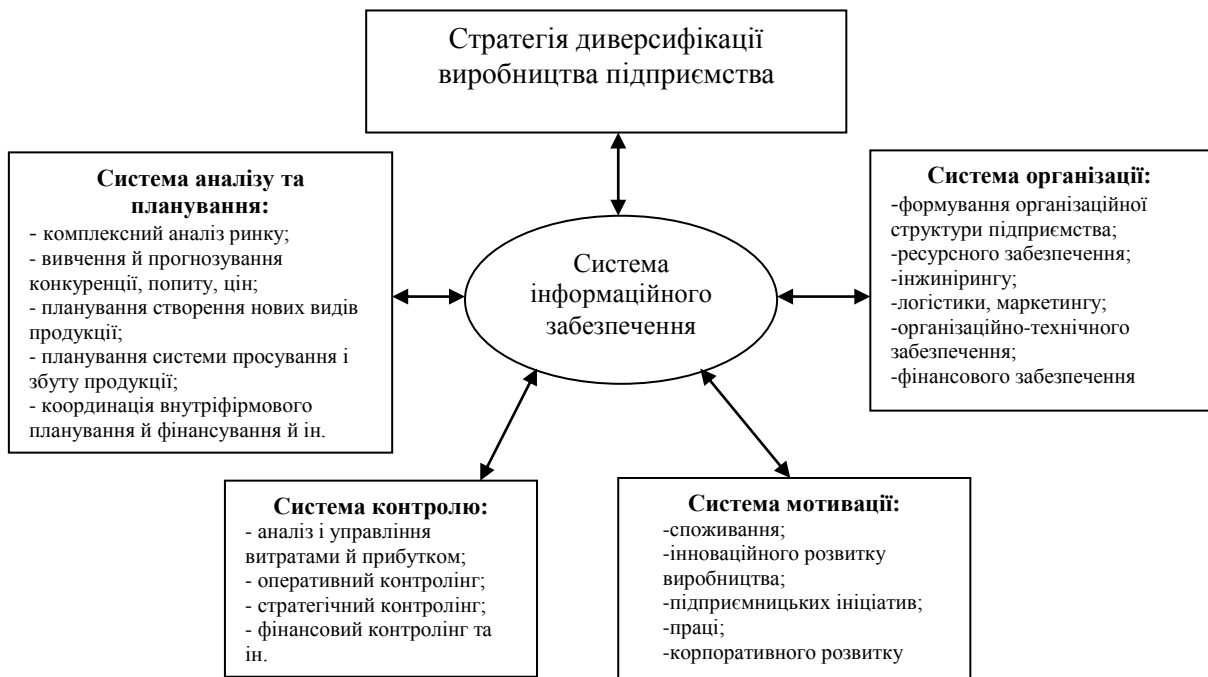 Стратегія диверсифікації
виробництва підприємства
Система аналізу та
планування:
- комплексний аналіз ринку;
- вивчення й прогнозування
конкуренції, попиту, цін;
- планування створення нових видів
продукції;
- планування системи просування і
збуту продукції;
- координація внутріфірмового
планування й фінансування й ін.
Система
інформаційного
забезпечення
Система організації:
-формування організаційної
структури підприємства;
-ресурсного забезпечення;
-інжинірингу;
-логістики, маркетингу;
-організаційно-технічного
забезпечення;
-фінансового забезпечення
Система контролю:
- аналіз і управління
витратами й прибутком;
- оперативний контролінг;
- стратегічний контролінг;
- фінансовий контролінг та
ін.
Система мотивації:
-споживання;
-інноваційного розвитку
виробництва;
-підприємницьких ініціатив;
-праці;
-корпоративного розвитку